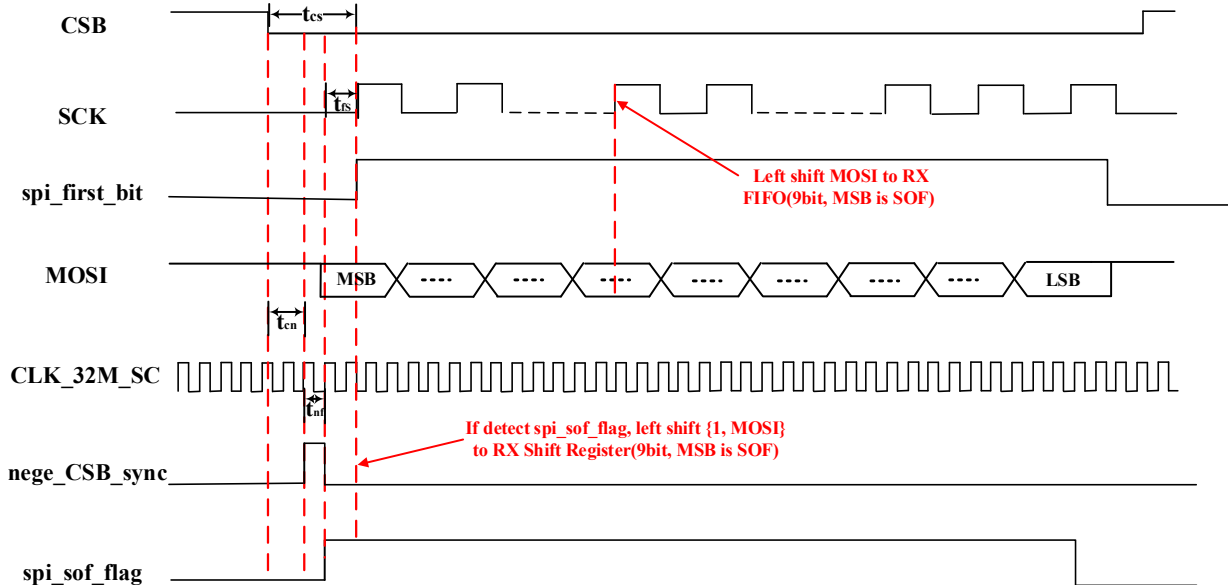 CSB
tcs
SCK
tfs
spi_first_bit
Left shift MOSI to RX
FIFO(9bit, MSB is SOF)
MOSI
MSB
----
----
----
----
----
----
----
LSB
tcn
CLK_32M_SC
tnf
If detect spi_sof_flag, left shift {1, MOSI}
to RX Shift Register(9bit, MSB is SOF)
nege_CSB_sync
spi_sof_flag